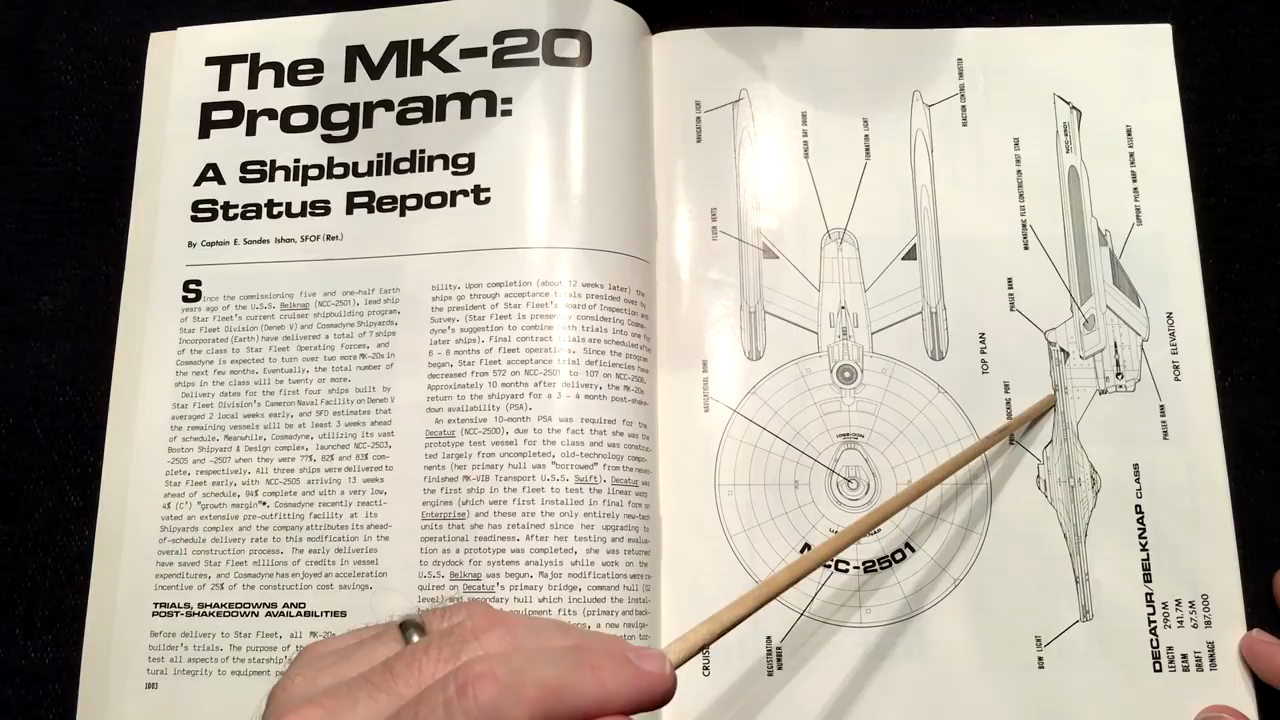 The MK-20
Program:
A Shipbuilding
Status Report
By Captain E. Sandes Ishan, SFOF (Ret.)
Since the commissioning five and one-half Earth
years ago of the U.S.S. Belknap (NCC-2501), lead ship
of Star Fleet's current cruiser shipbuilding program,
Star Fleet Division (Deneb V) and Cosmadyne Shipyards,
Incorporated (Earth) have delivered a total of 7 ships
of the class to Star Fleet Operating Forces, and
Cosmadyne is expected to turn over two more MK-20s in
the next few months. Eventually, the total number of
ships in the class will be twenty or more.
Delivery dates for the first four ships built by
Star Fleet Division's Cameron Naval Facility on Deneb V
averaged 2 local weeks early, and SFD estimates that
the remaining vessels will be at least 3 weeks ahead
of schedule. Meanwhile, Cosmadyne, utilizing its vast
Boston Shipyard & Design complex, launched NCC-2503,
-2505 and -2507 when they were 77%, 82% and 83% com-
plete, respectively. All three ships were delivered to
Star Fleet early, with NCC-2505 arriving 13 weeks
ahead of schedule, 94% complete and with a very low,
4% (C') "growth margin"*. Cosmadyne recently reacti-
vated an extensive pre-outfitting facility at its
Shipyards complex and the company attributes its ahead-
of-schedule delivery rate to this modification in the
overall construction process. The early deliveries
have saved Star Fleet millions of credits in vessel
expenditures, and Cosmadyne has enjoyed an acceleration
incentive of 25% of the construction cost savings.
TRIALS, SHAKEDOWNS AND
POST-SHAKEDOWN AVAILABILITIES
Before delivery to Star Fleet, all MK-20s
builder's trials. The purpose of
test all aspects of the starship's
tural integrity to equipment
1003
bility. Upon completion (about 12 weeks later) the
ships go through acceptance trials presided over by
the president of Star Fleet's Board of Inspection and
Survey. (Star Fleet is presently considering Cosma-
dyne's suggestion to combine both trials into one for
later ships). Final contract trials are scheduled after
6 - 8 months of fleet operations. Since the program
began, Star Fleet acceptance trial deficiencies have
decreased from 572 on NCC-2501 to 107 on NCC-2508.
Approximately 10 months after delivery, the MK-20s
return to the shipyard for a 3 - 4 month post-shake-
down availability (PSA).
An extensive 10-month PSA was required for the
Decatur (NCC-2500), due to the fact that she was the
prototype test vessel for the class and was construc-
ted largely from uncompleted, old-technology compo-
nents (her primary hull was "borrowed" from the never-
finished MK-VIB Transport U.S.S. Swift). Decatur was
the first ship in the fleet to test the linear warp
engines (which were first installed in final form on
Enterprise) and these are the only entirely new-tech
units that she has retained since her upgrading to
operational readiness. After her testing and evalua-
tion as a prototype was completed, she was returned
to drydock for systems analysis while work on the
U.S.S. Belknap was begun. Major modifications were re-
quired on Decatur's primary bridge, command hull (02
level) and secondary hull which included the instal-
equipment fits (primary and back-
a new naviga-
NAVIGATION LIGHT
HANGAR BAY DOORS
FORMATION LIGHT
REACTION CONTROL THRUSTER
FLUSH VENTS
NAVIGATIONAL DOME
REGISTRATION
NUMBER
NCC-2501
TOP PLAN
MAGNATOMIC FLUX CONSTRICTION FIRST STAGE
SUPPORT PYLON/WARP ENGINE ASSEMBLY
PHASER BANK
DOCKING PORT
PHASER BANK
PORT ELEVATION
BOW LIGHT
NCC-2501
DECATUR/BELKNAP CLASS
LENGTH 290 M
BEAM 141.7M
DRAFT 67.5M
TONNAGE 187,000